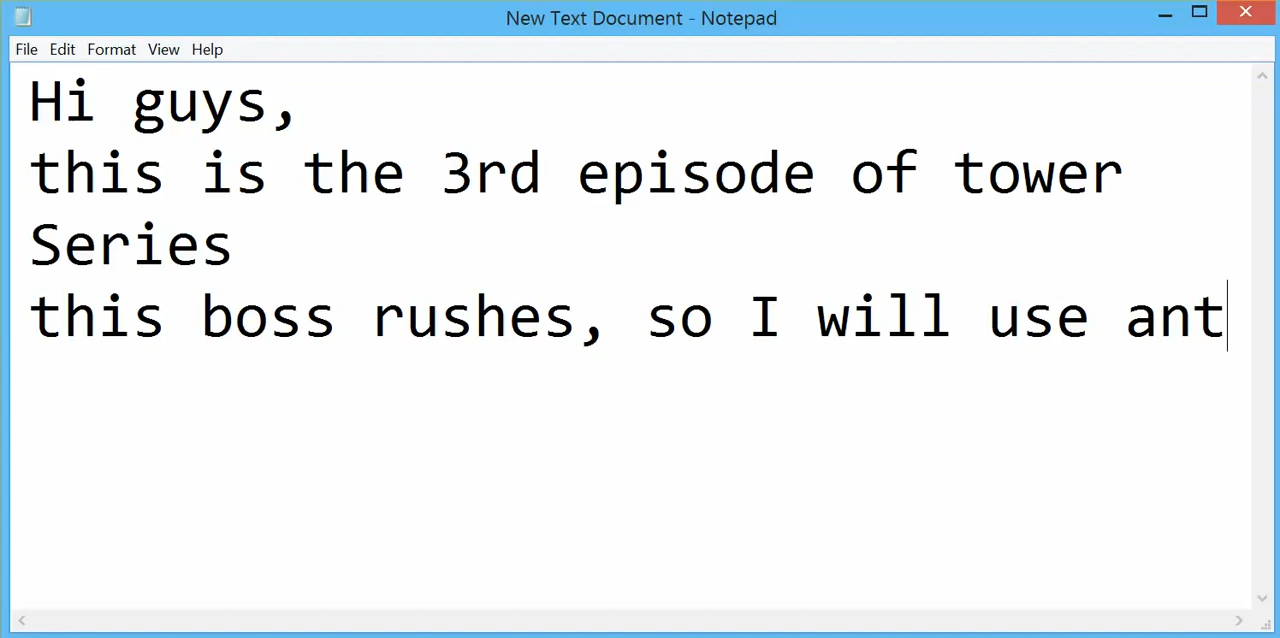 New Text Document - Notepad
File Edit Format View Help
Hi guys,
this is the 3rd episode of tower
Series
this boss rushes, so I will use ant